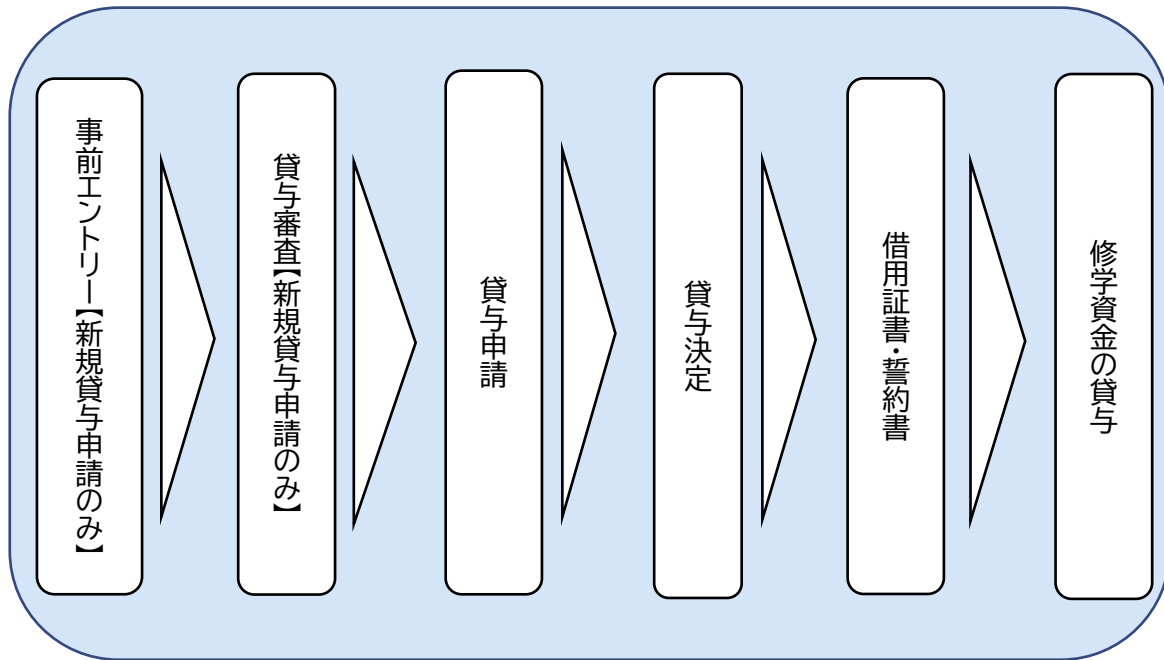 事前エントリー【新規貸与申請のみ】
貸与審査【新規貸与申請のみ】
貸与申請
貸与決定
借用証書・誓約書
修学資金の貸与